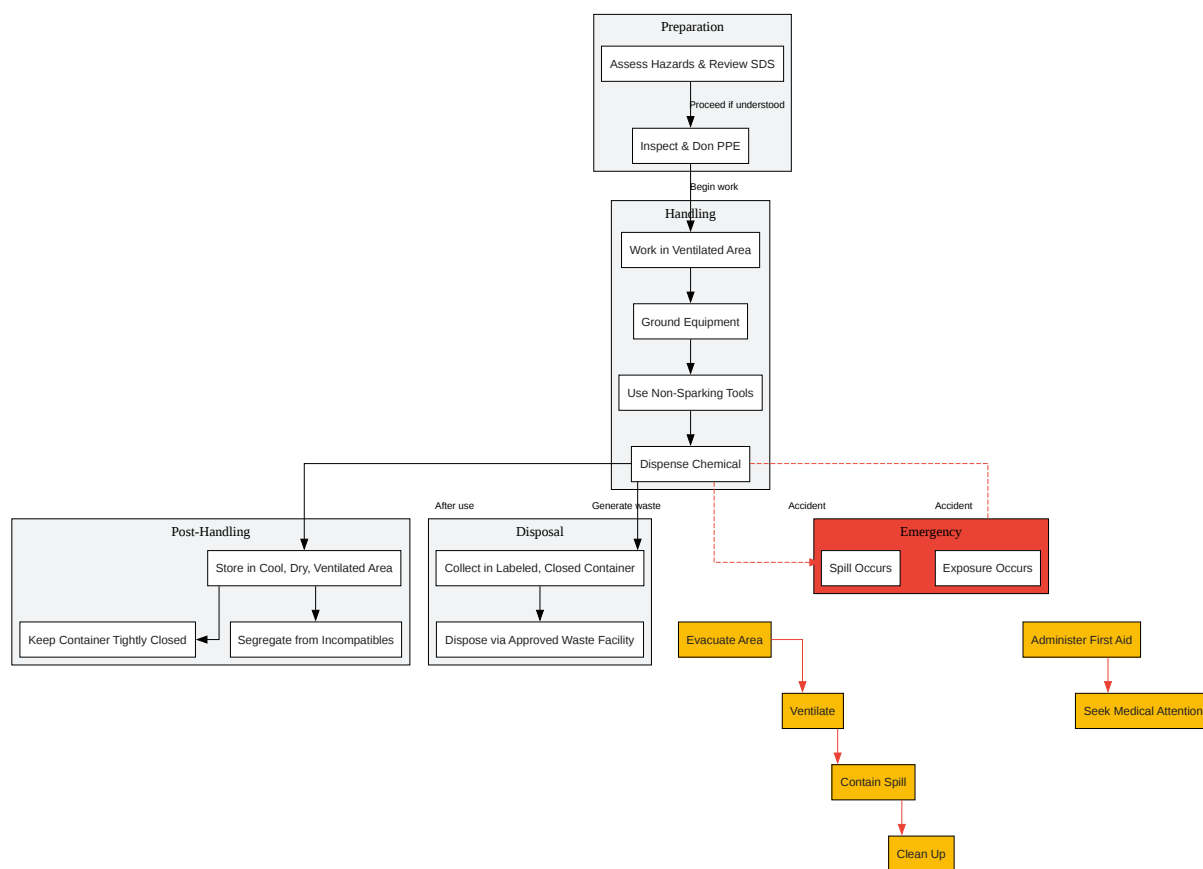 Preparation
Assess Hazards & Review SDS
Proceed if understood
Inspect & Don PPE
Begin work
Handling
Work in Ventilated Area
Ground Equipment
Use Non-Sparking Tools
Dispense Chemical
After use
Generate waste
Accident
Accident
Post-Handling
Store in Cool, Dry, Ventilated Area
Keep Container Tightly Closed
Segregate from Incompatibles
Disposal
Collect in Labeled, Closed Container
Dispose via Approved Waste Facility
Emergency
Spill Occurs
Exposure Occurs
Evacuate Area
Ventilate
Contain Spill
Clean Up
Administer First Aid
Seek Medical Attention